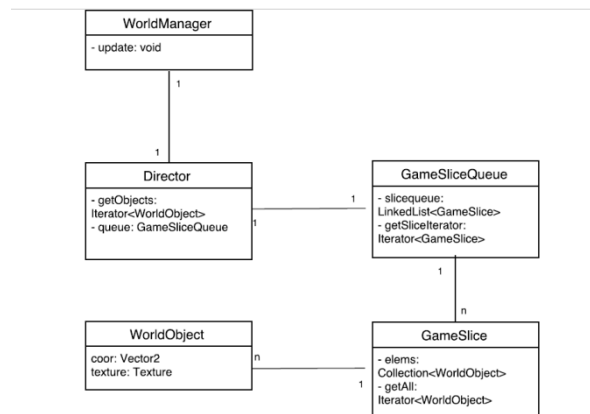 WorldManager
- update: void
1
1
Director
- getObjects:
Iterator<WorldObject>
- queue: GameSliceQueue
1
1
GameSliceQueue
- slicequeue:
LinkedList<GameSlice>
- getSliceIterator:
Iterator<GameSlice>
1
n
WorldObject
coor: Vector2
texture: Texture
n
1
GameSlice
- elems:
Collection<WorldObject>
- getAll:
Iterator<WorldObject>